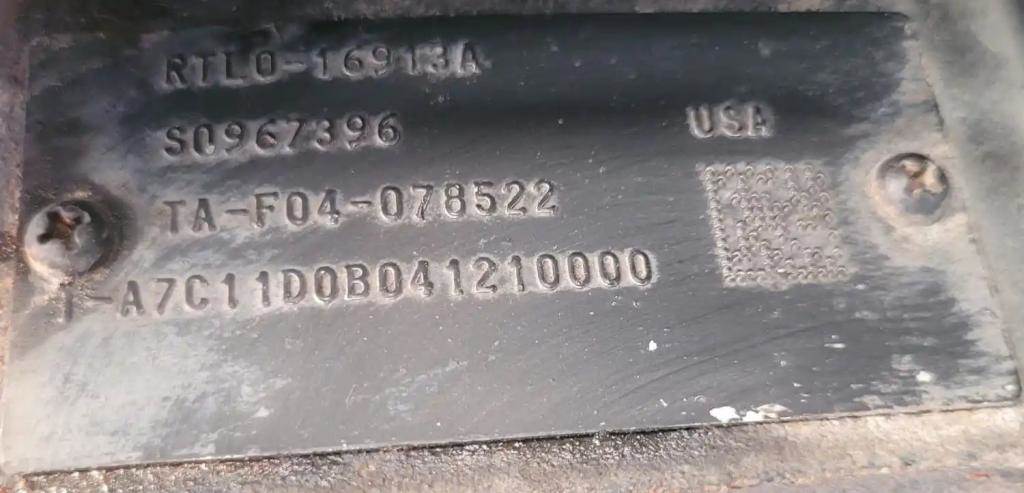 RTLO-16913A
S0967396 USA
TA-F04-078522
T-A7C11D0B041210000